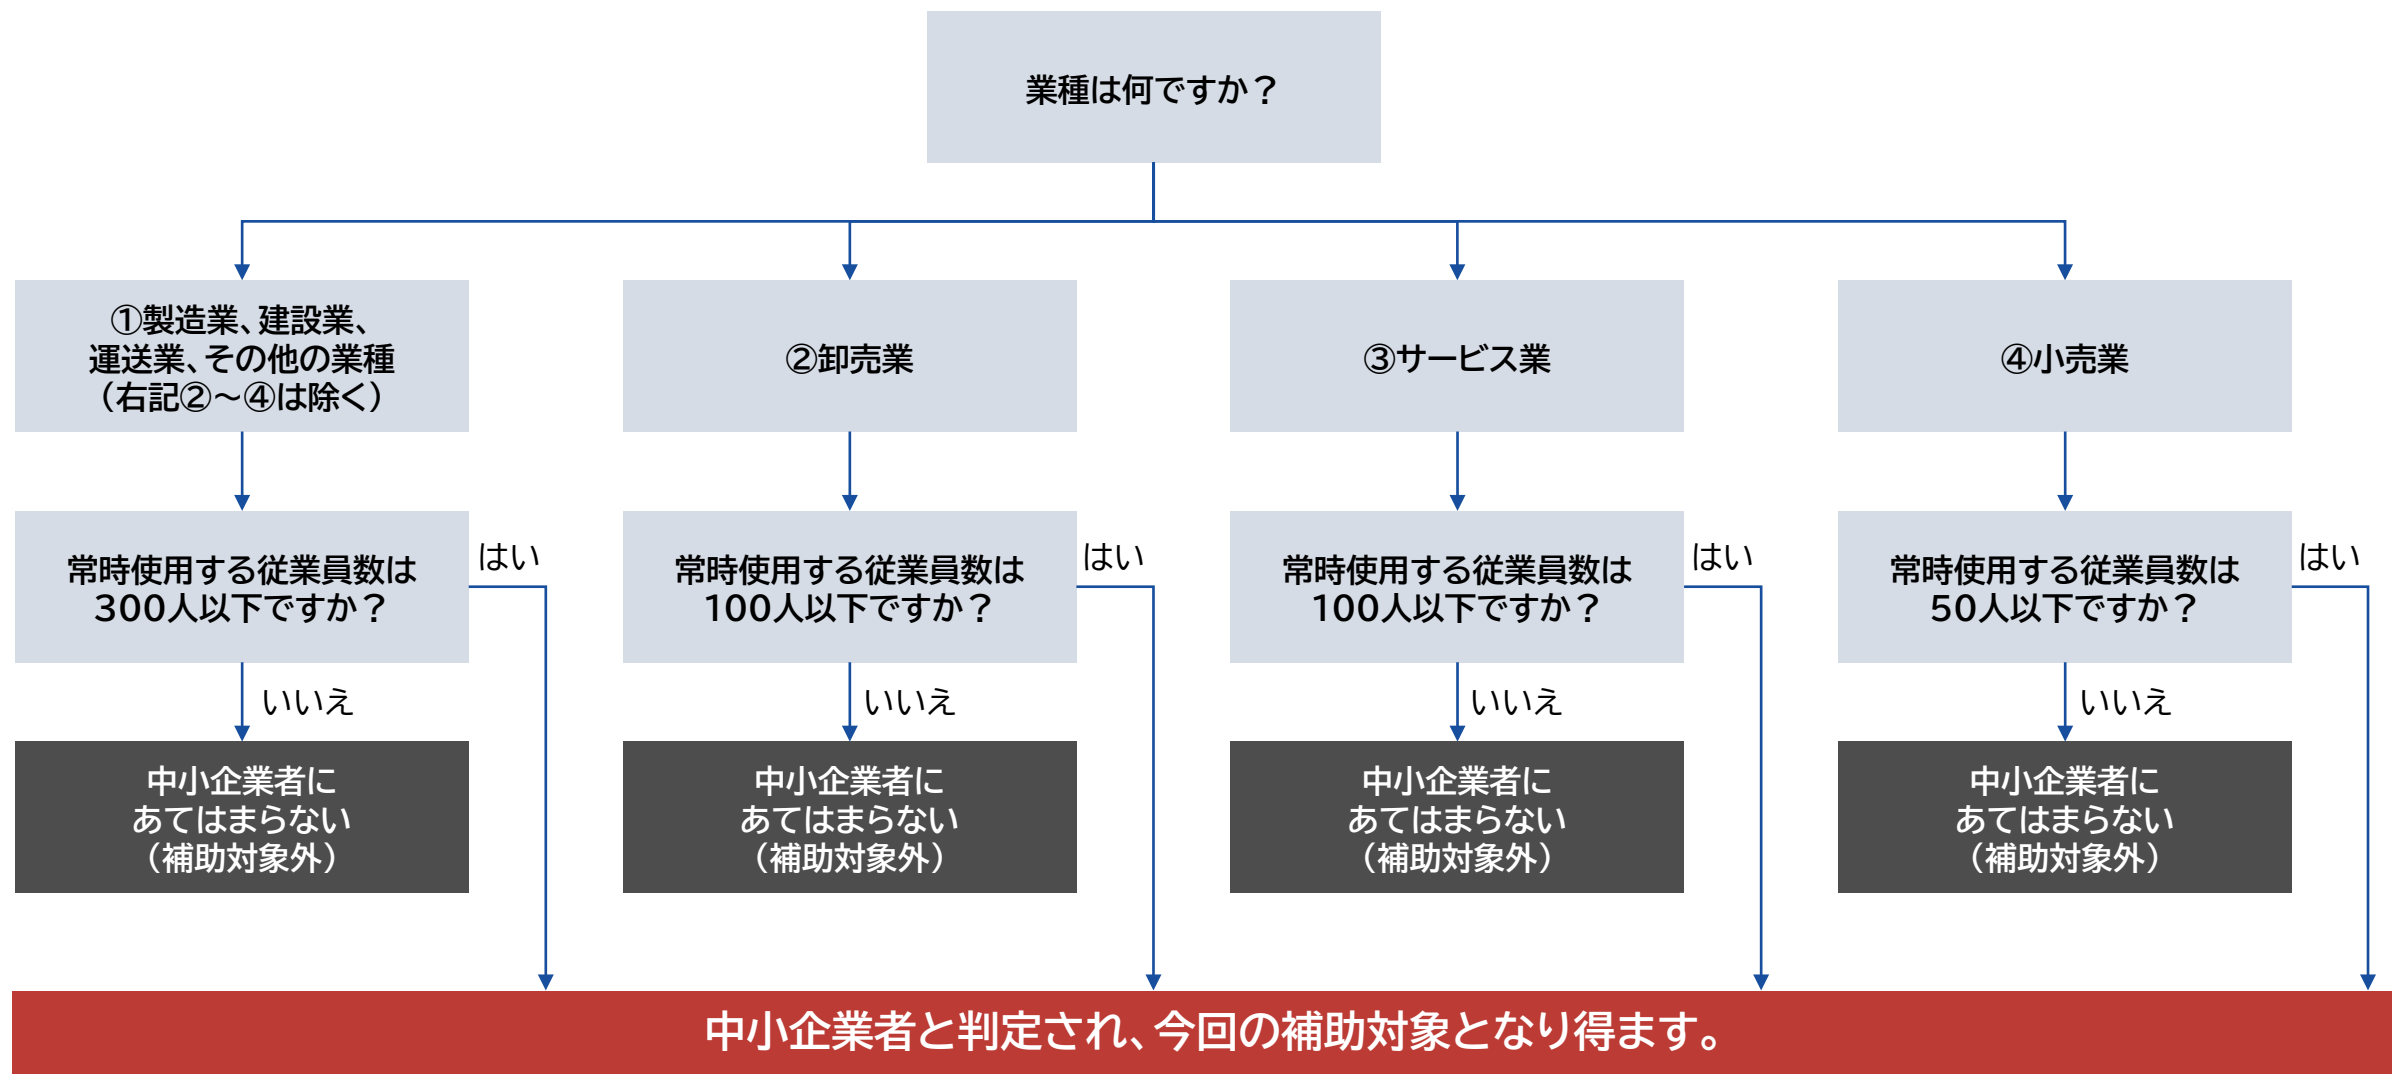 業種は何ですか？
①製造業、建設業、
運送業、その他の業種
（右記②～④は除く）
②卸売業
③サービス業
④小売業
常時使用する従業員数は
300人以下ですか？
はい
常時使用する従業員数は
100人以下ですか？
はい
常時使用する従業員数は
100人以下ですか？
はい
常時使用する従業員数は
50人以下ですか？
はい
いいえ
いいえ
いいえ
いいえ
中小企業者に
あてはまらない
（補助対象外）
中小企業者に
あてはまらない
（補助対象外）
中小企業者に
あてはまらない
（補助対象外）
中小企業者に
あてはまらない
（補助対象外）
中小企業者と判定され、今回の補助対象となり得ます。